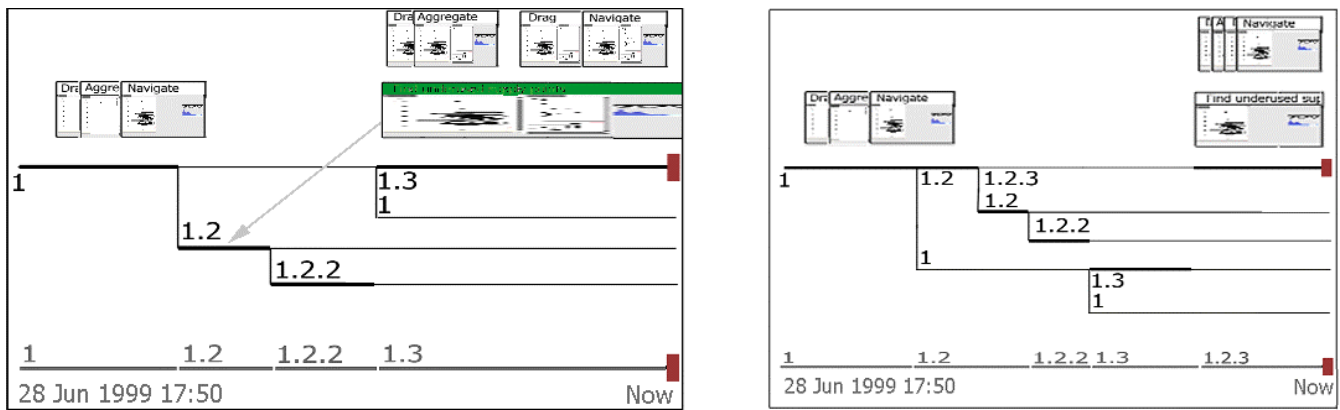 Dra Aggregate Drag Navigate
Dra Aggre Navigate
1
1.3
1
1.2
1.2.2
1 1.2 1.2.2 1.3
28 Jun 1999 17:50 Now
Navigate
Aggre Navigate
Find underused sup
1 1.2 1.2.3
1.2
1.2.2
1
1.3
1
1 1.2 1.2.2 1.3 1.2.3
28 Jun 1999 17:50 Now